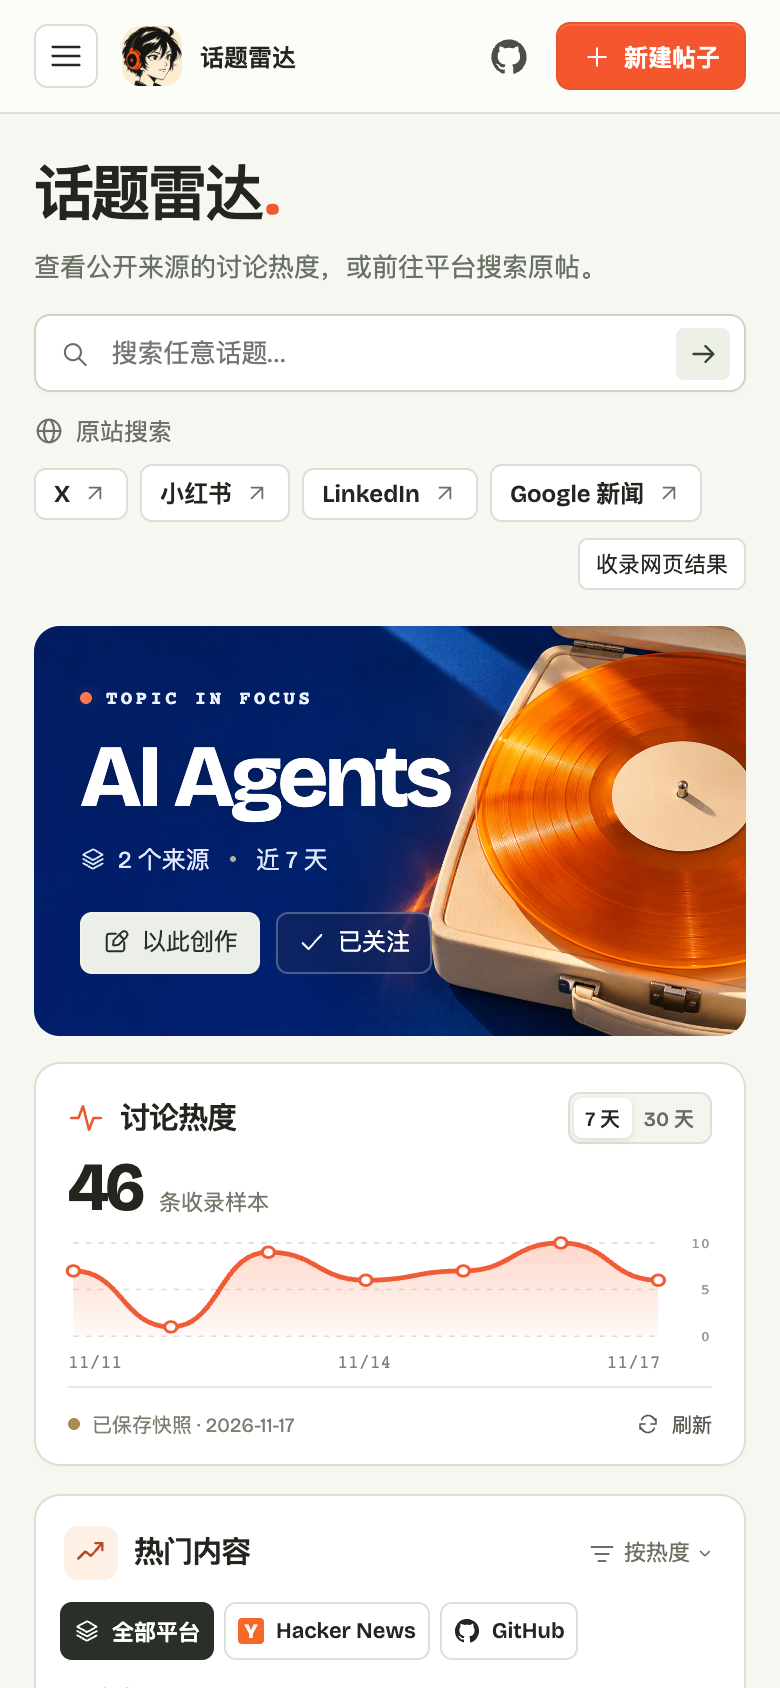 话题雷达
新建帖子
话题雷达.
查看公开来源的讨论热度，或前往平台搜索原帖。
搜索任意话题...
原站搜索
X
小红书
LinkedIn
Google 新闻
收录网页结果
TOPIC IN FOCUS
AI Agents
2 个来源 • 近 7 天
以此创作
已关注
讨论热度
7 天
30 天
46 条收录样本
10
5
0
11/11
11/14
11/17
已保存快照 · 2026-11-17
刷新
热门内容
按热度
全部平台
Y Hacker News
GitHub